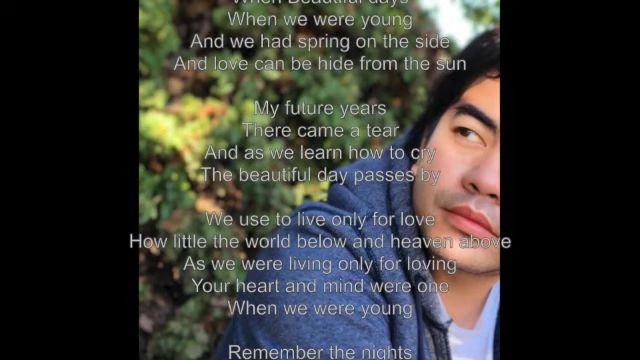 When Beautiful days
When we were young
And we had spring on the side
And love can be hide from the sun
My future years
There came a tear
And as we learn how to cry
The beautiful day passes by
We use to live only for love
How little the world below and heaven above
As we were living only for loving
Your heart and mind were one
When we were young
Remember the nights